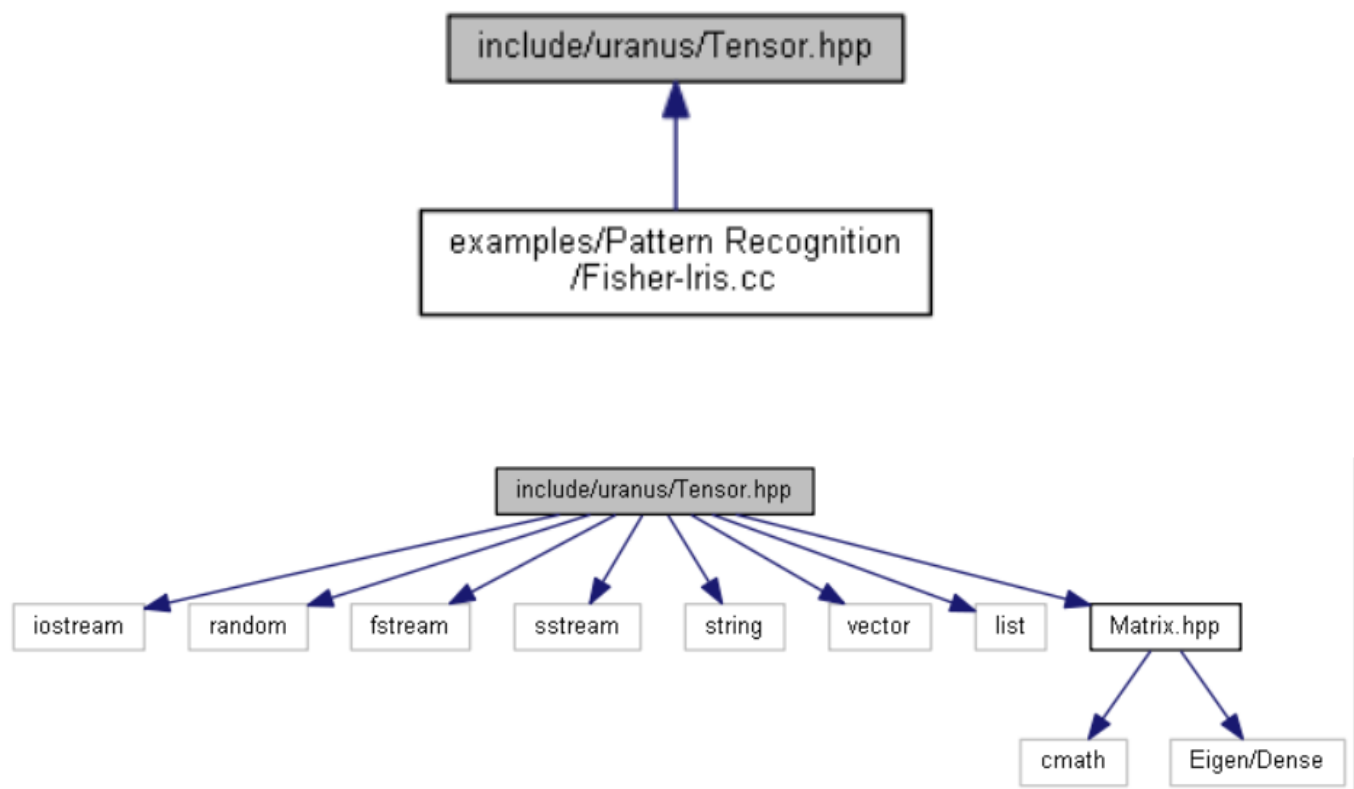 include/uranus/Tensor.hpp
examples/Pattern Recognition
/Fisher-Iris.cc
include/uranus/Tensor.hpp
iostream
random
fstream
sstream
string
vector
list
Matrix.hpp
cmath
Eigen/Dense